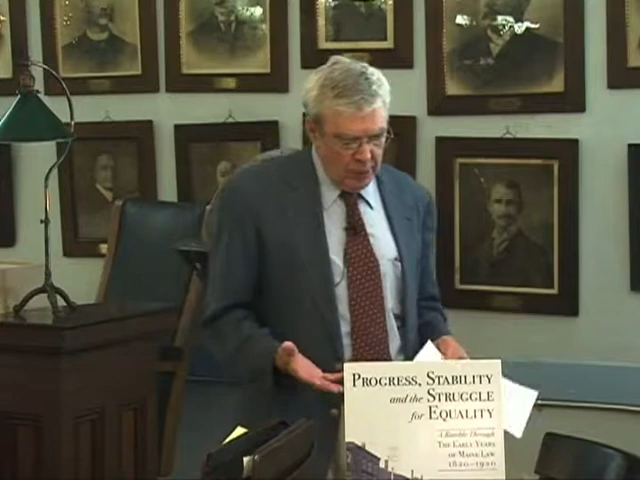 PROGRESS, STABILITY
and the STRUGGLE
for EQUALITY
A Ramble Through
THE EARLY YEARS
OF MAINE LAW
1820–1920